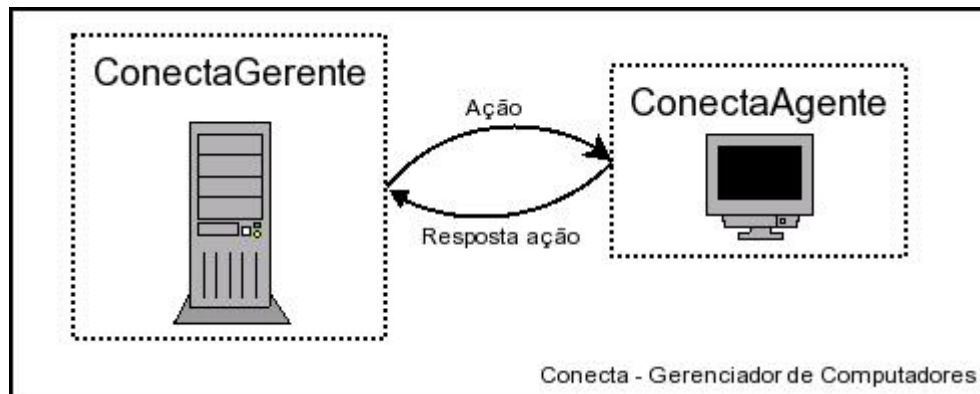 ConectaGerente
ConectaAgente
Ação
Resposta ação
Conecta - Gerenciador de Computadores